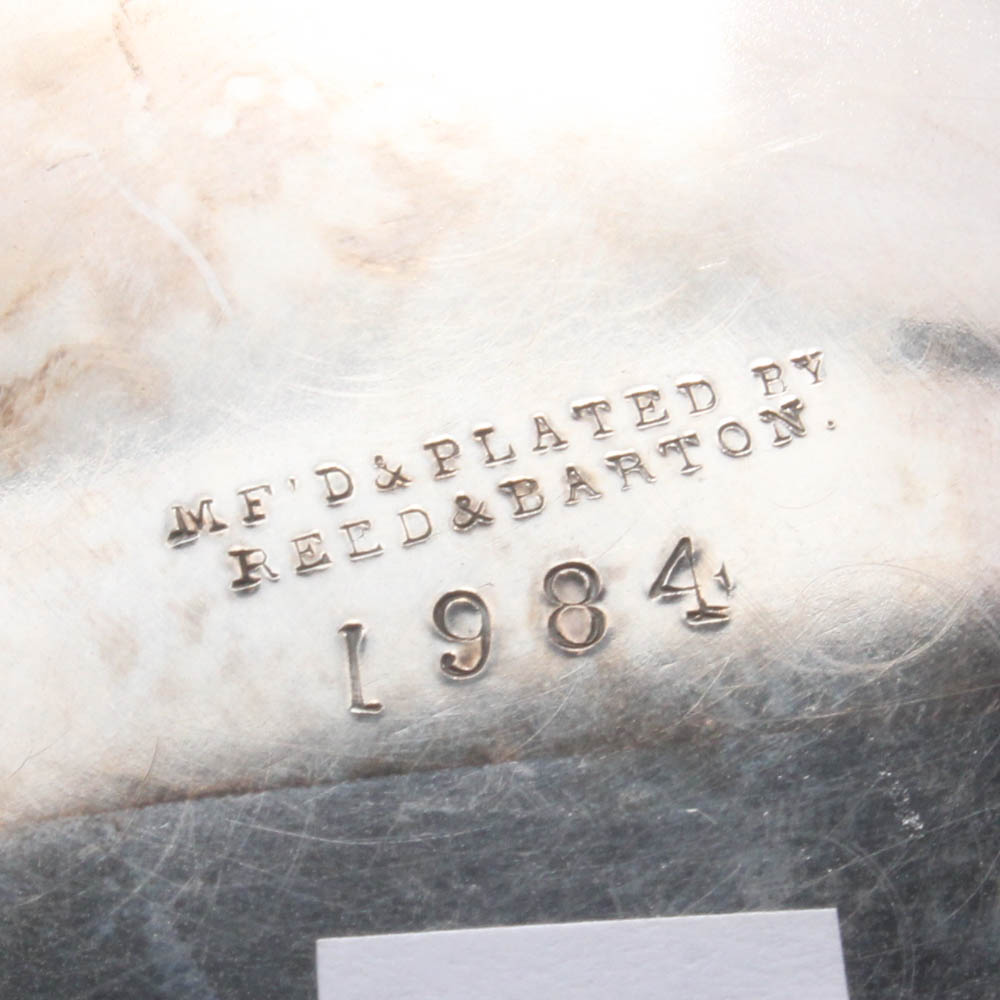 MF'D & PLATED BY
REED & BARTON.
1984